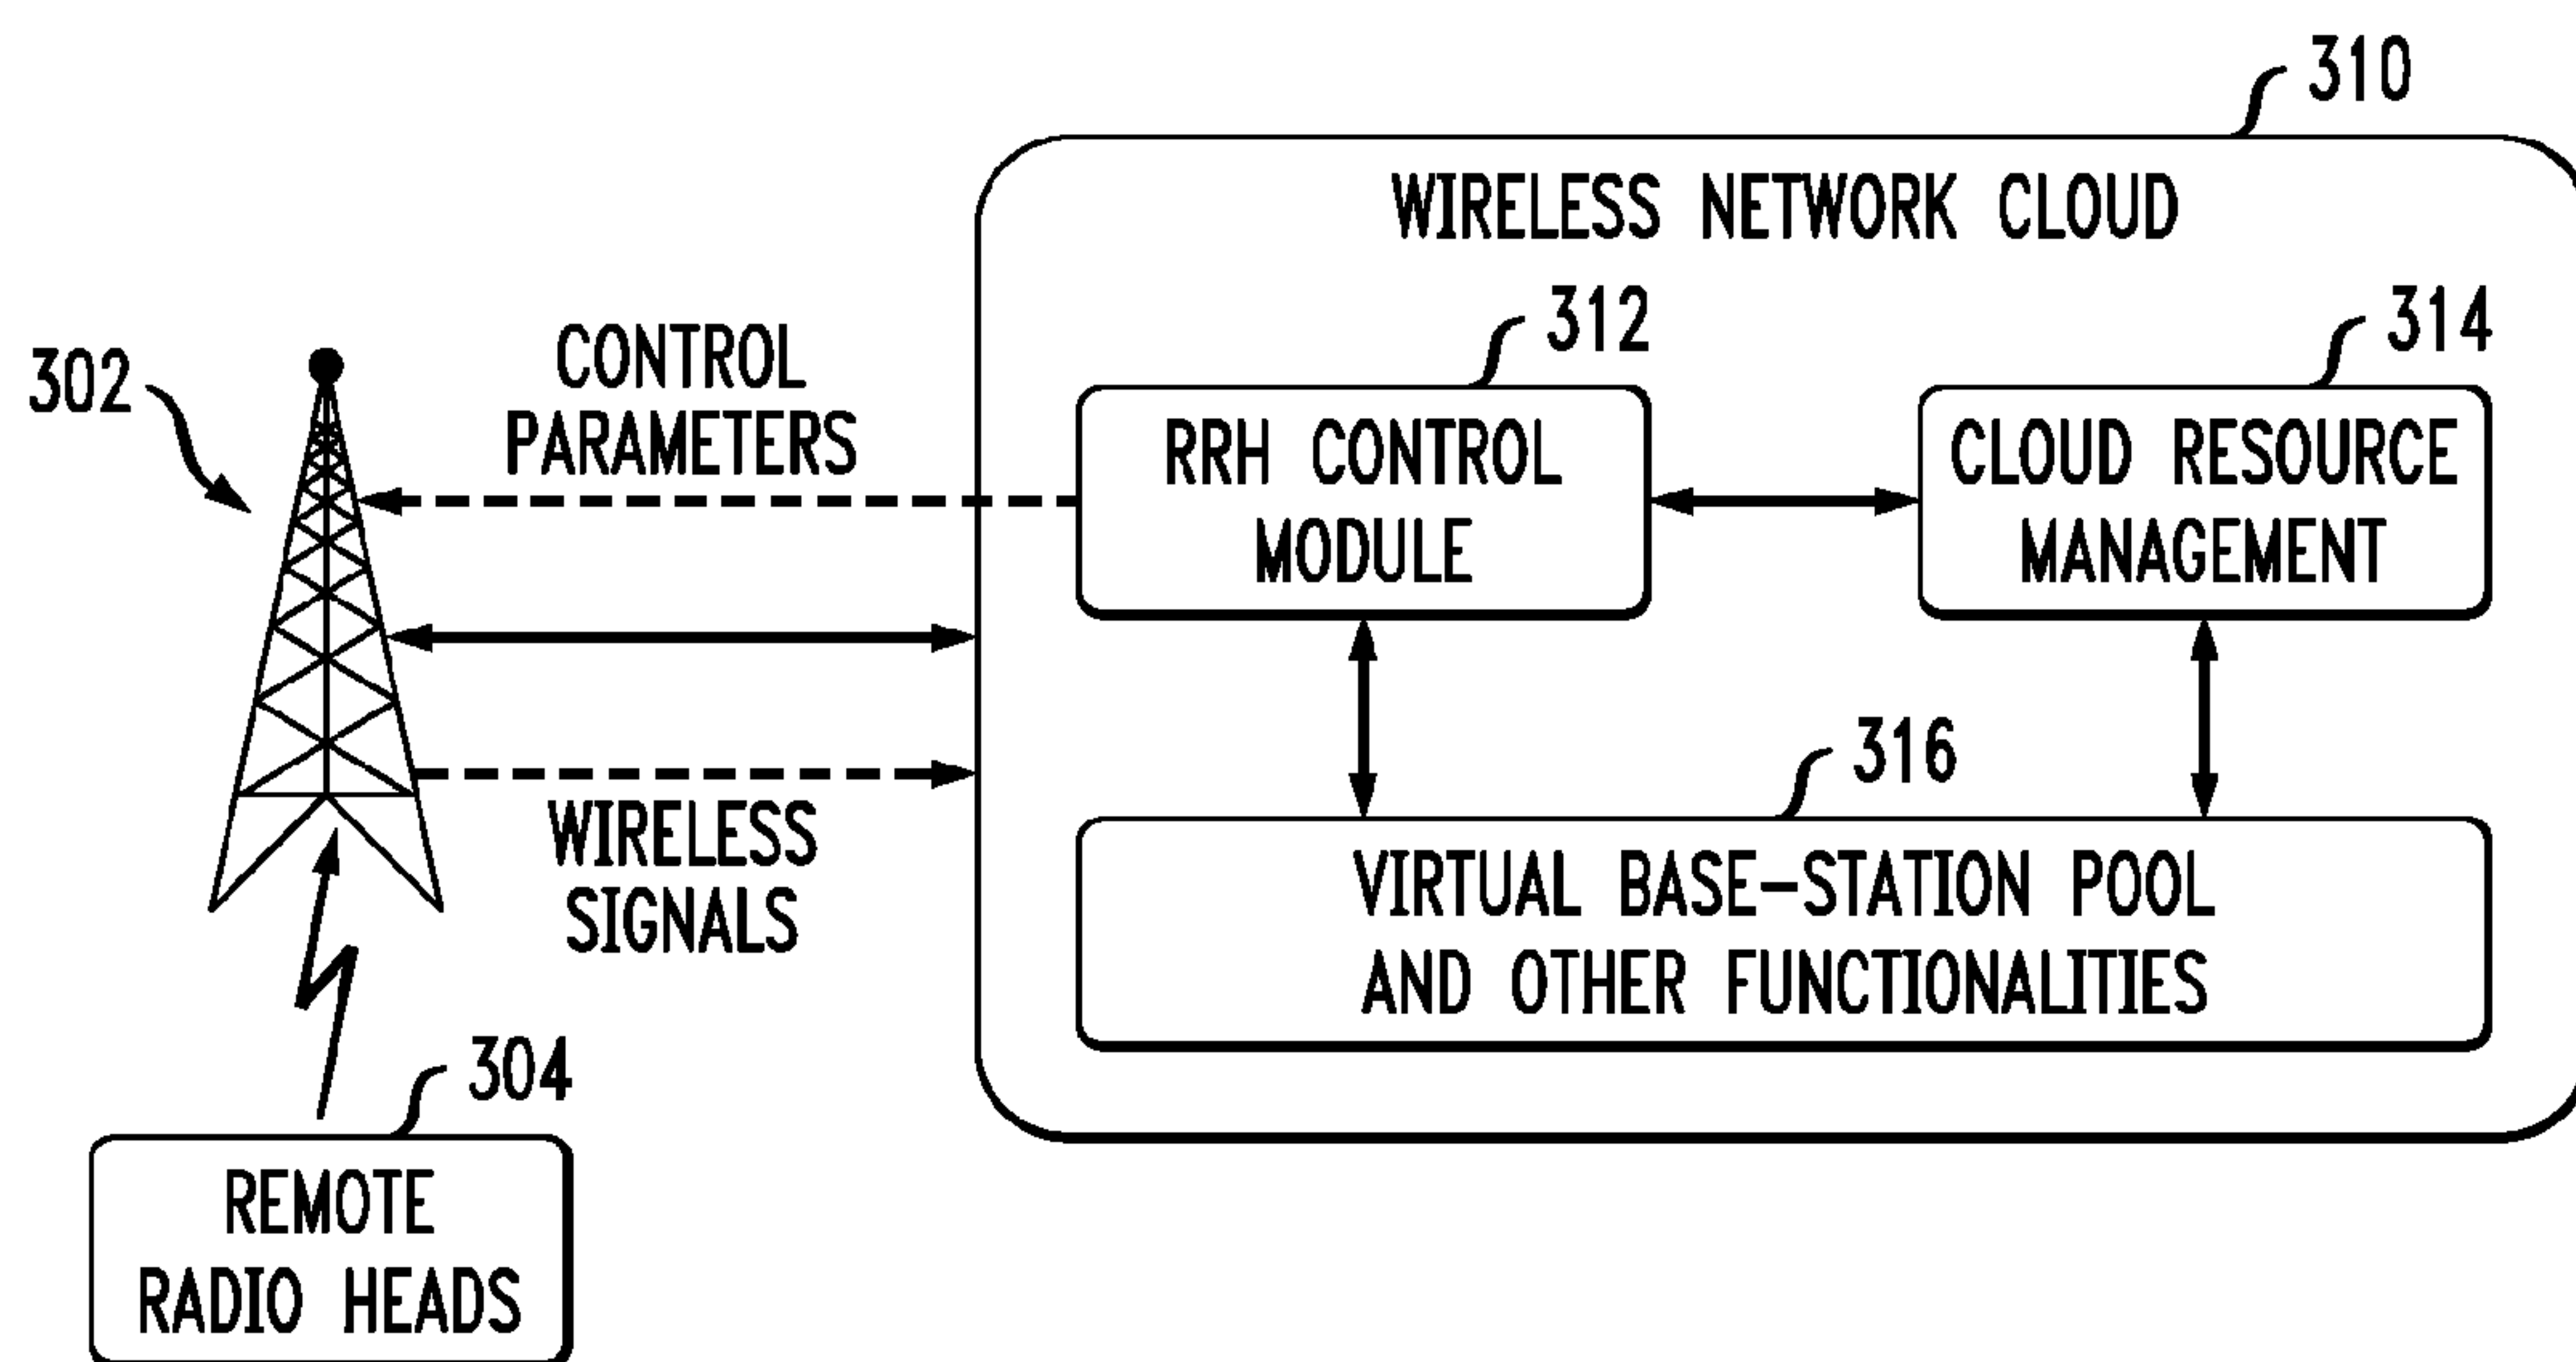 310
WIRELESS NETWORK CLOUD
312
314
302
CONTROL
PARAMETERS
RRH CONTROL
MODULE
CLOUD RESOURCE
MANAGEMENT
316
WIRELESS
SIGNALS
VIRTUAL BASE-STATION POOL
AND OTHER FUNCTIONALITIES
304
REMOTE
RADIO HEADS